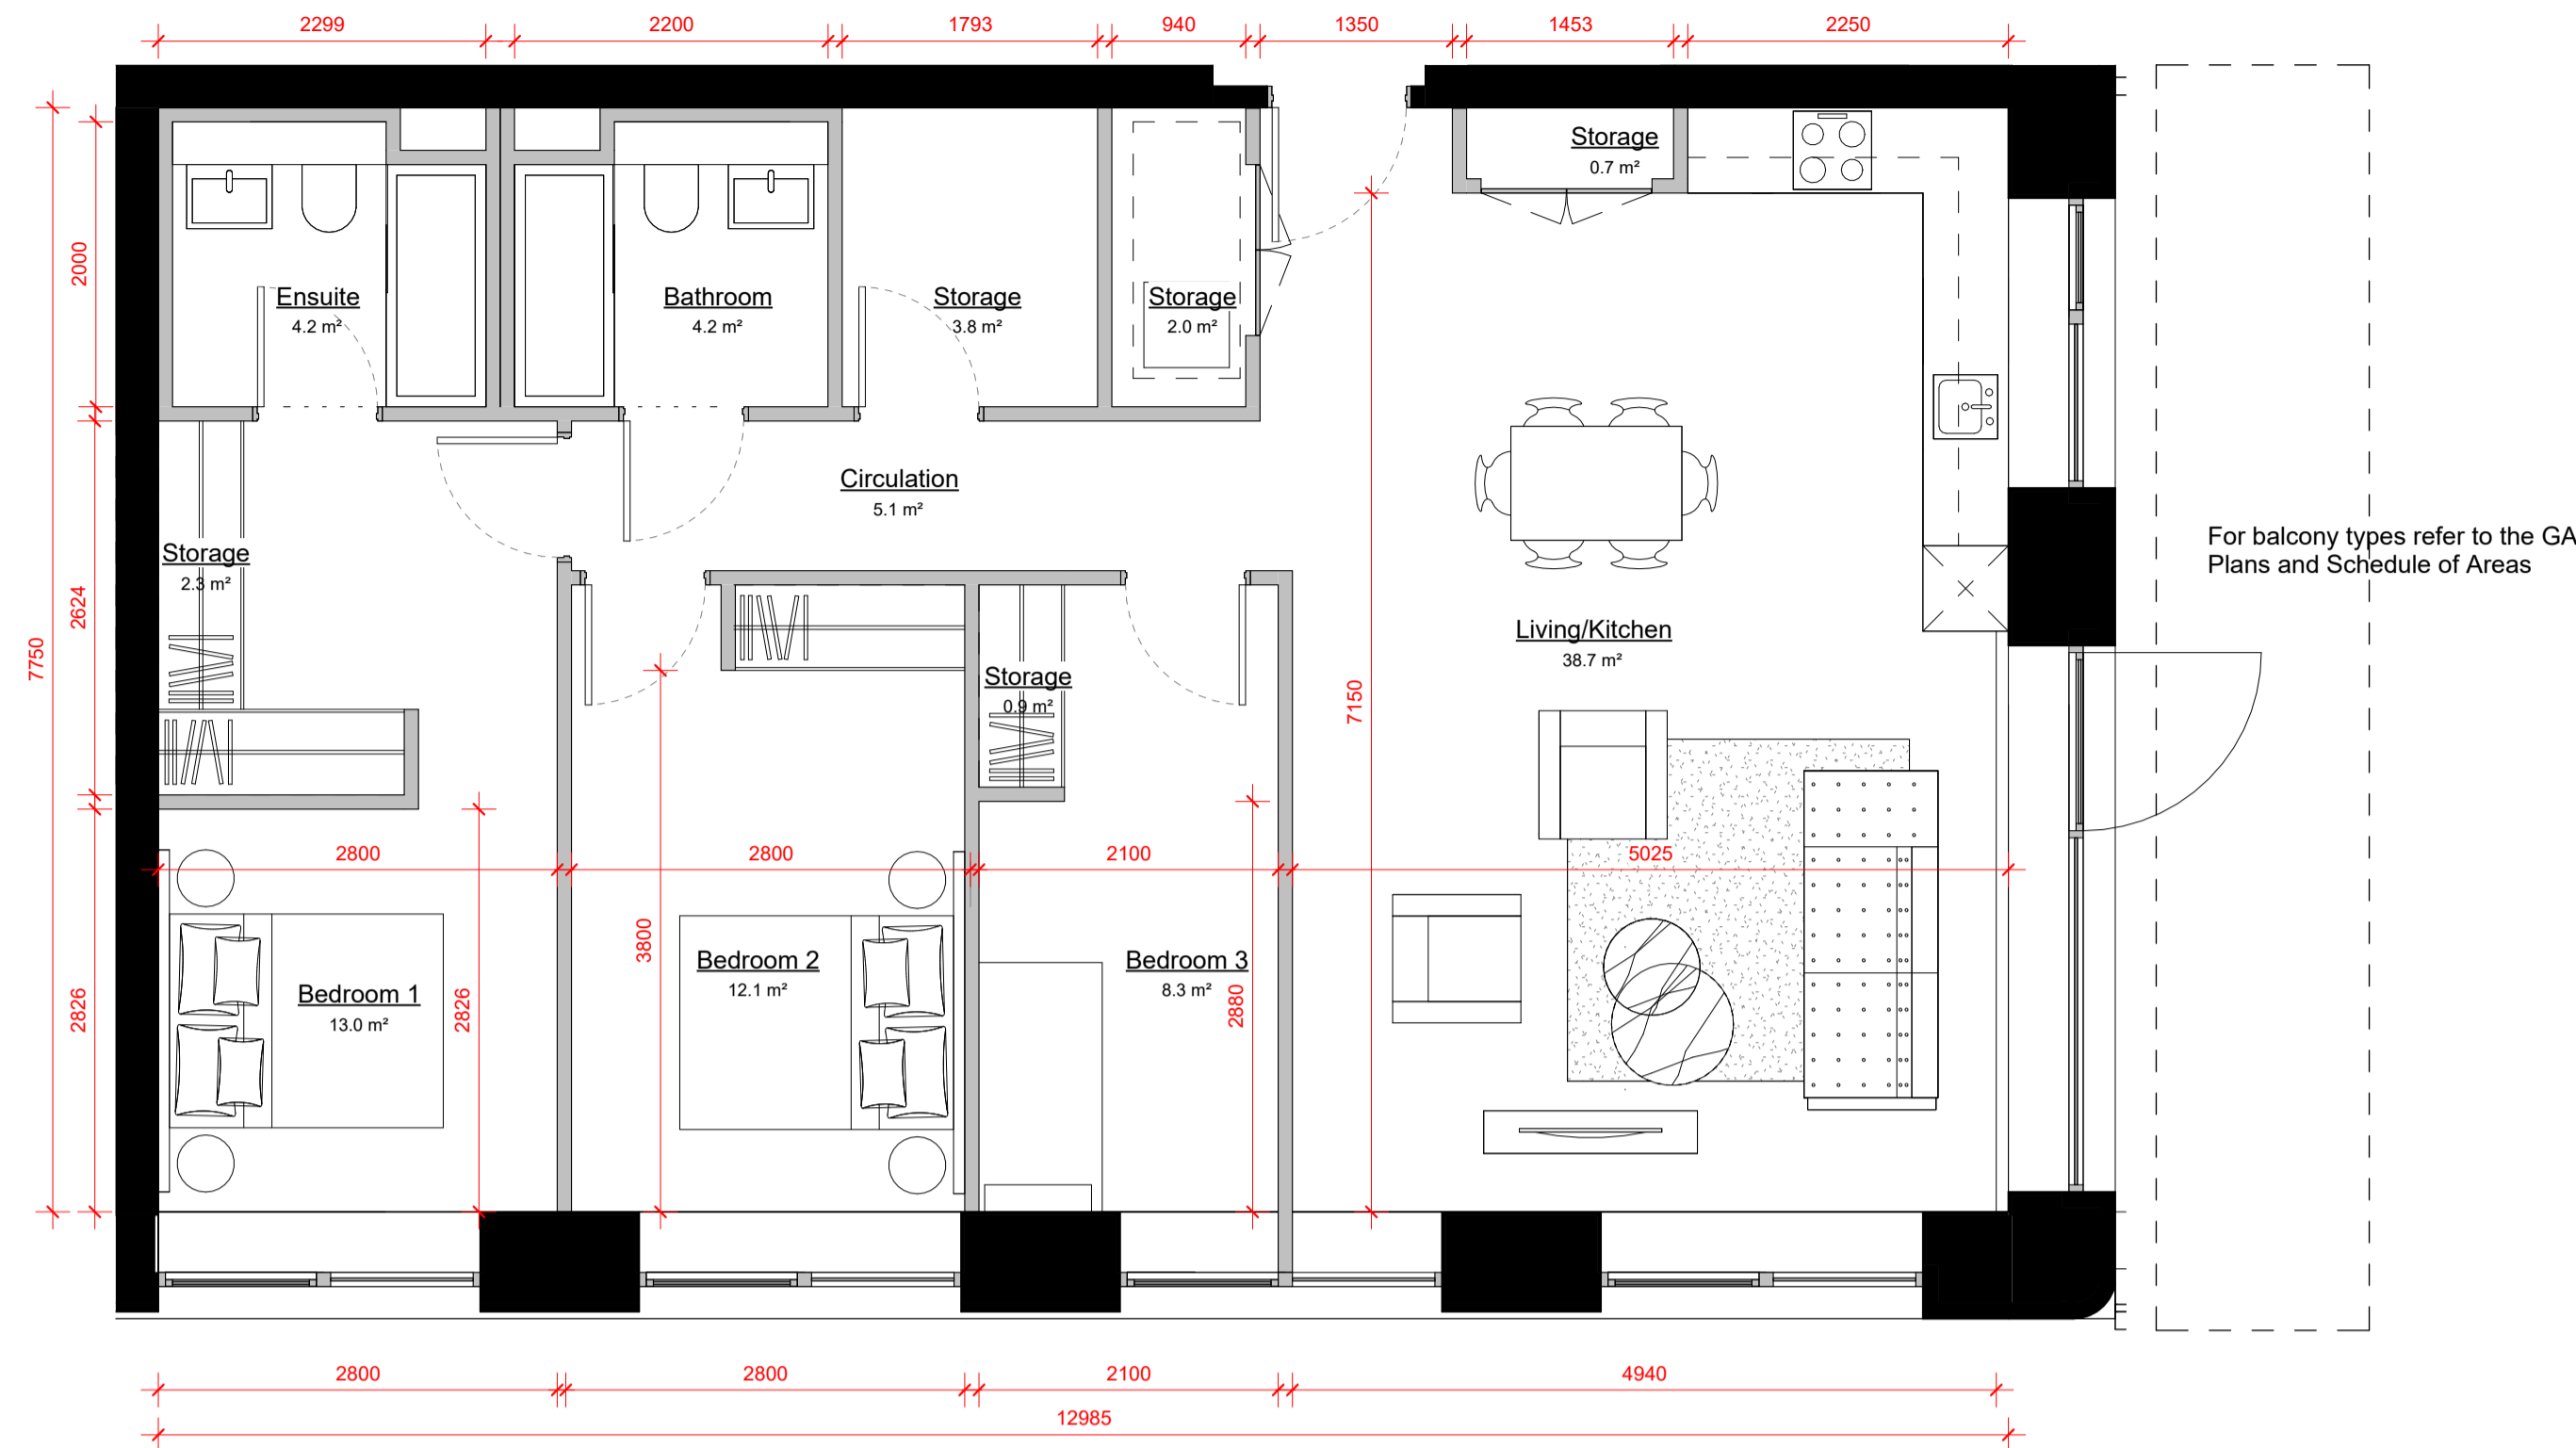 2299
2200
1793
940
1350
1453
2250
Storage
0.7 m²
2000
Ensuite
4.2 m²
Bathroom
4.2 m²
Storage
3.8 m²
Storage
2.0 m²
Circulation
5.1 m²
For balcony types refer to the GA
Plans and Schedule of Areas
Storage
2.3 m²
2624
7750
Living/Kitchen
38.7 m²
Storage
0.9 m²
7150
2800
2800
2100
5025
3800
Bedroom 1
13.0 m²
2826
2826
Bedroom 2
12.1 m²
Bedroom 3
8.3 m²
2880
2800
2800
2100
4940
12985